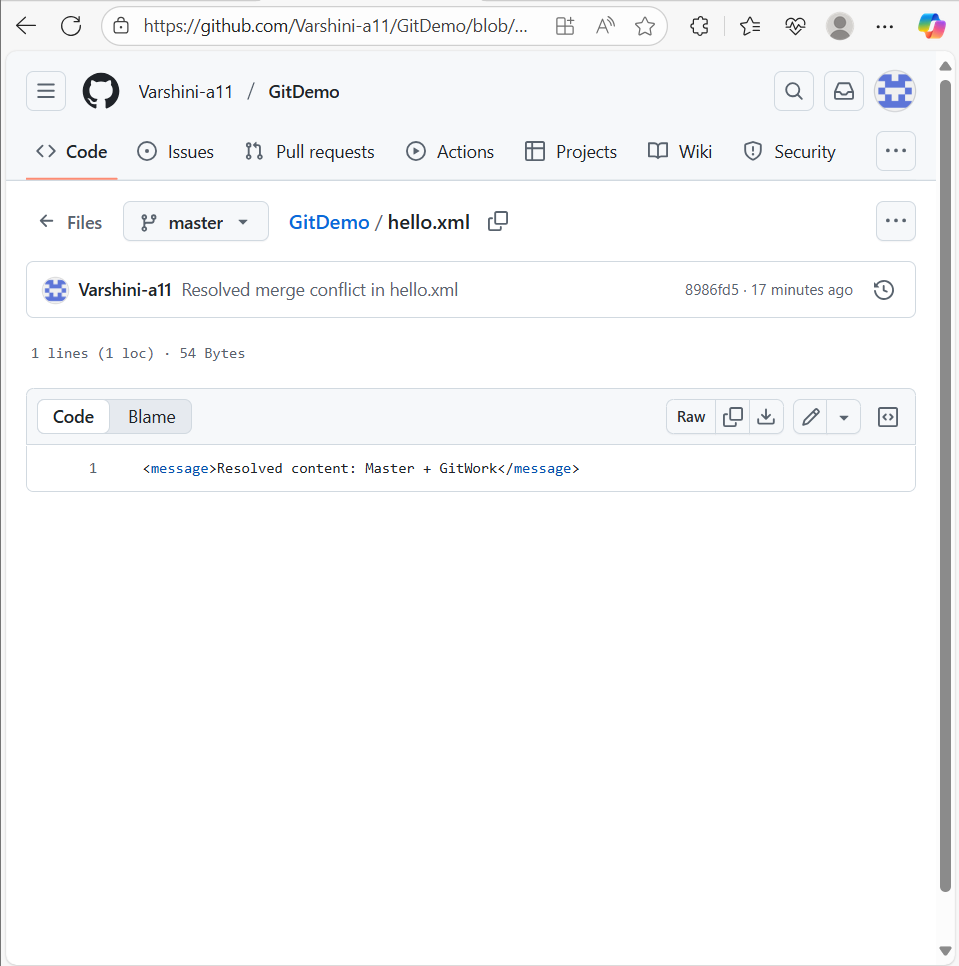 https://github.com/Varshini-a11/GitDemo/blob/...
Varshini-a11 / GitDemo
Code Issues Pull requests Actions Projects Wiki Security
Files master GitDemo / hello.xml
Varshini-a11 Resolved merge conflict in hello.xml 8986fd5 · 17 minutes ago
1 lines (1 loc) · 54 Bytes
Code Blame Raw
1 <message>Resolved content: Master + GitWork</message>